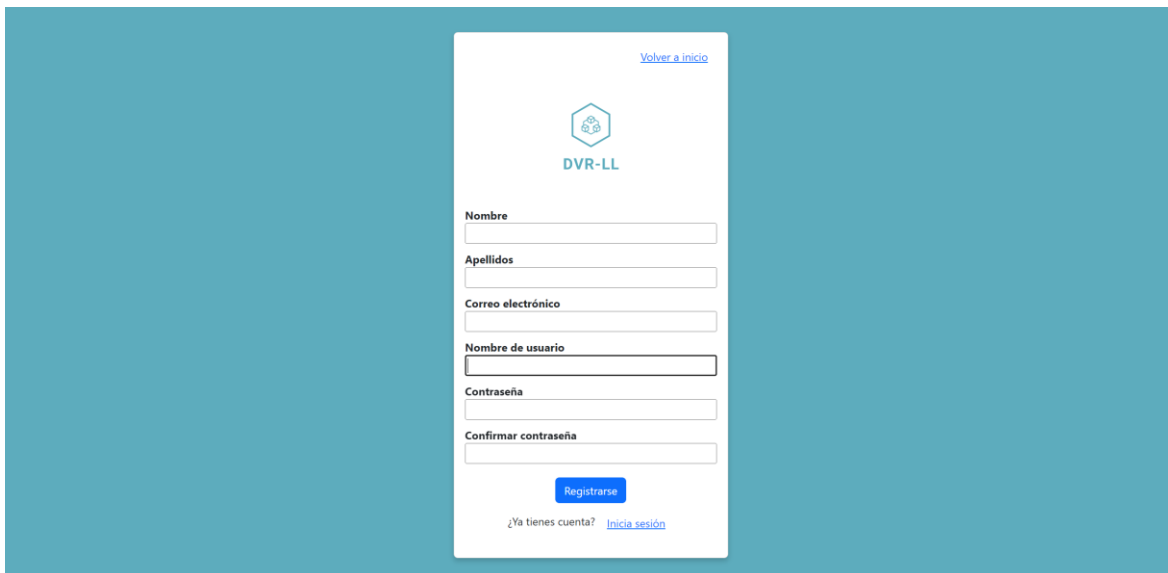 Volver a inicio
DVR-LL
Nombre
Apellidos
Correo electrónico
Nombre de usuario
Contraseña
Confirmar contraseña
Registrarse
¿Ya tienes cuenta? Inicia sesión